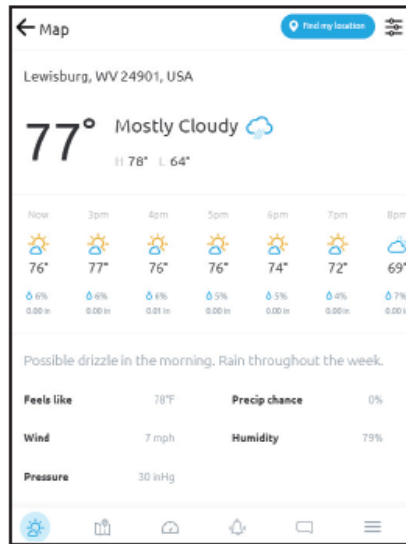 Map
Find my location
Lewisburg, WV 24901, USA
77°
Mostly Cloudy
H 78° L 64°
Now 3pm 4pm 5pm 6pm 7pm 8pm
76° 77° 76° 76° 74° 72° 69°
6% 6% 6% 5% 5% 4% 7%
0.00 in 0.00 in 0.01 in 0.00 in 0.00 in 0.00 in 0.00 i
Possible drizzle in the morning. Rain throughout the week.
Feels like 78°F Precip chance 0%
Wind 7 mph Humidity 79%
Pressure 30 inHg